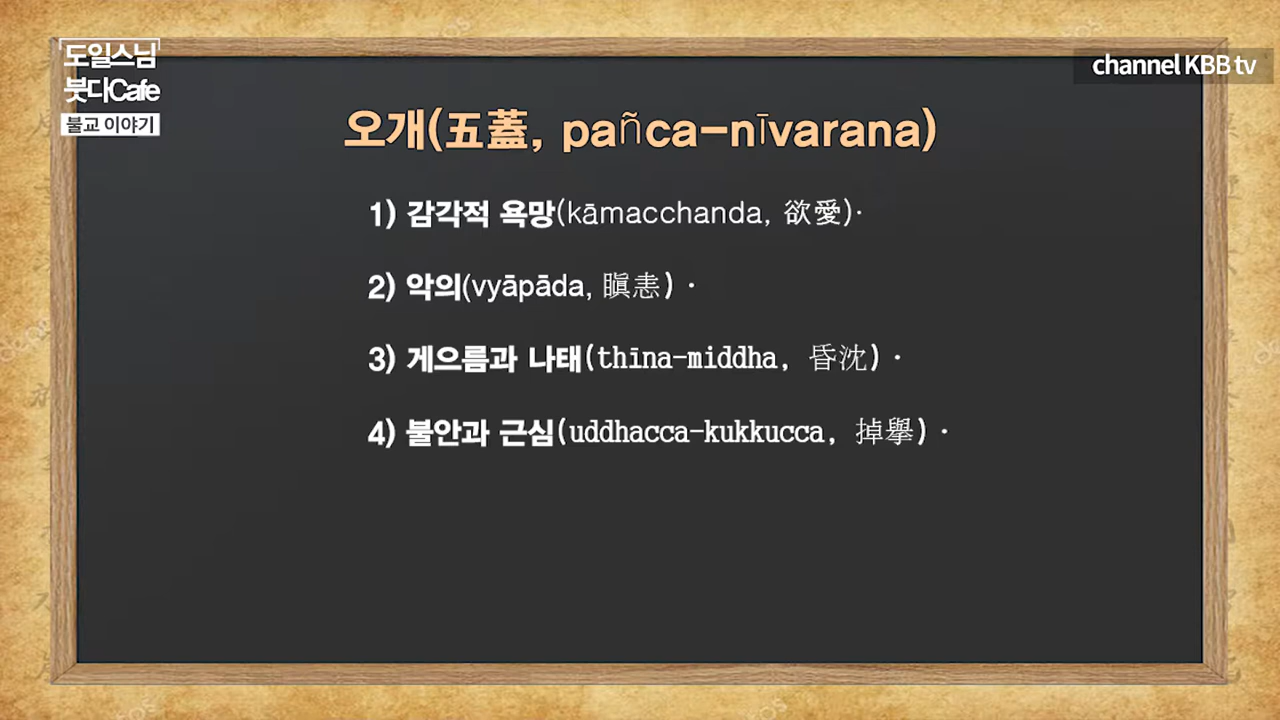 도일스님
붓다Cafe
불교 이야기
channel KBB tv
오개(五蓋, pañca-nīvarana)
1) 감각적 욕망(kāmacchanda, 欲愛)·
2) 악의(vyāpāda, 瞋恚)·
3) 게으름과 나태(thīna-middha, 昏沈)·
4) 불안과 근심(uddhacca-kukkucca, 掉擧)·